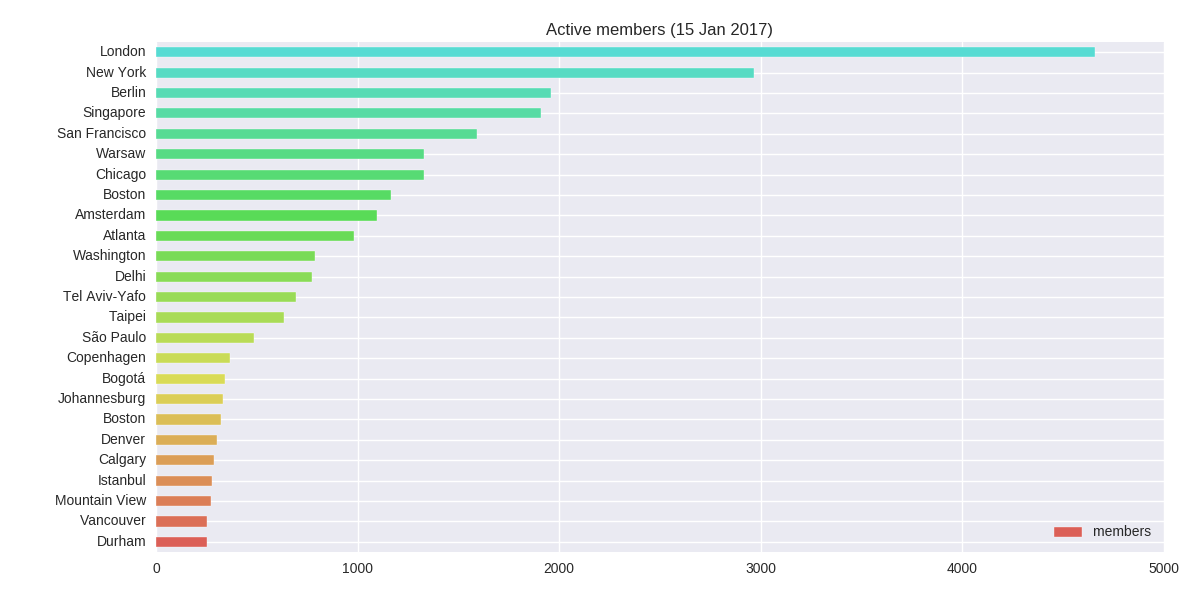 Active members (15 Jan 2017)
London
New York
Berlin
Singapore
San Francisco
Warsaw
Chicago
Boston
Amsterdam
Atlanta
Washington
Delhi
Tel Aviv-Yafo
Taipei
São Paulo
Copenhagen
Bogotá
Johannesburg
Boston
Denver
Calgary
Istanbul
Mountain View
Vancouver
members
Durham
0 1000 2000 3000 4000 5000